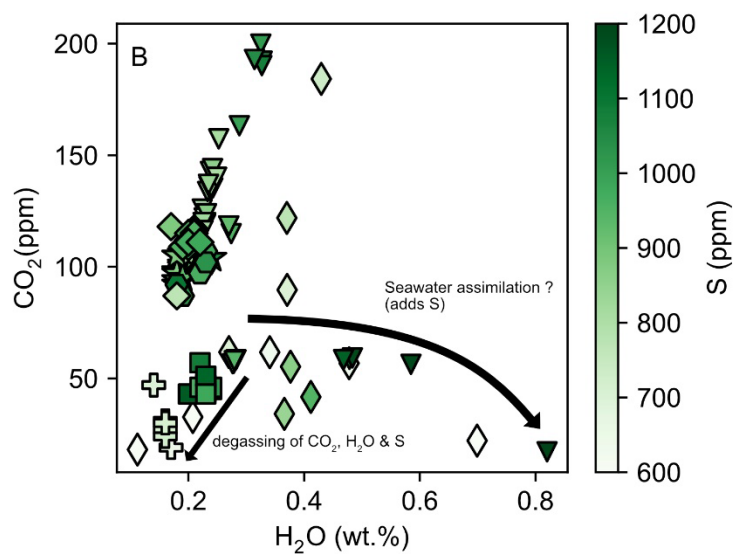 B
200
150
100
50
CO₂(ppm)
0.2 0.4 0.6 0.8
H₂O (wt.%)
Seawater assimilation ?
(adds S)
degassing of CO₂, H₂O & S
1200
1100
1000
900
800
700
600
S (ppm)